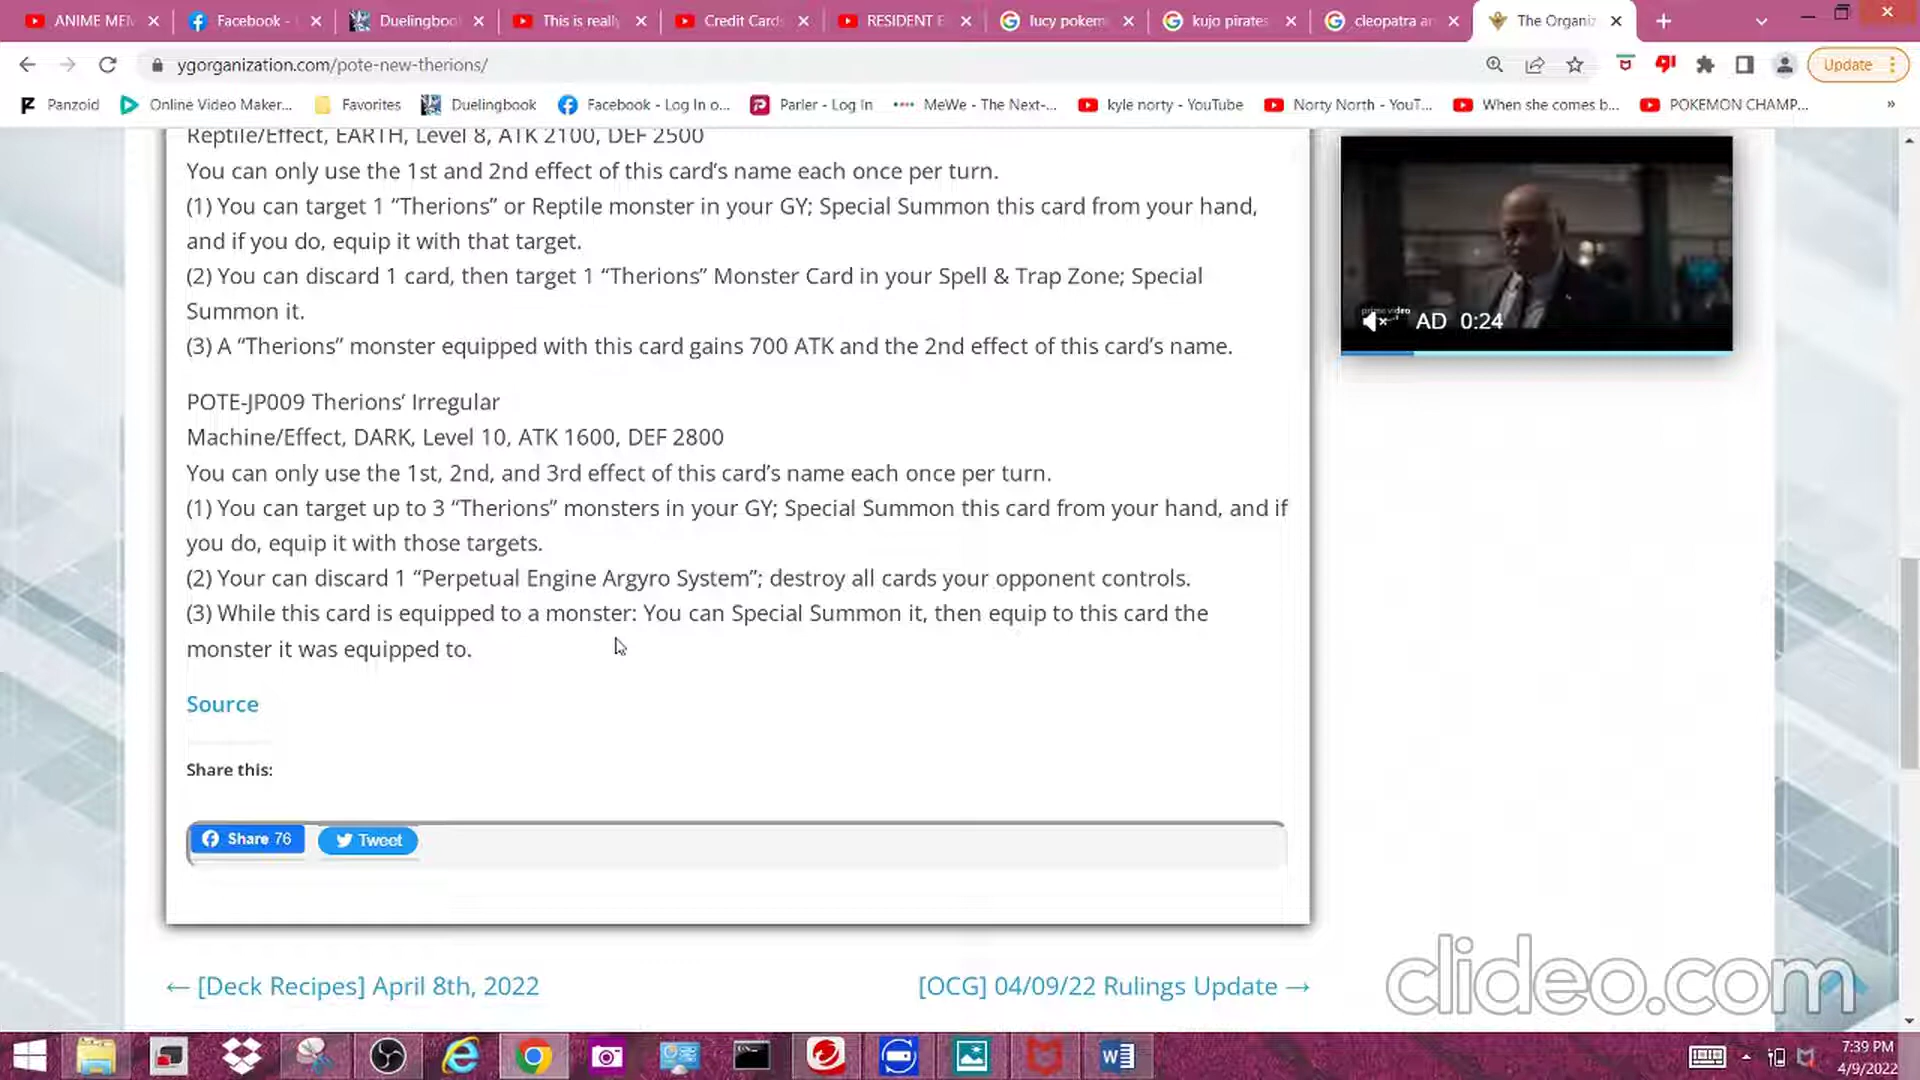 ANIME MEM
Facebook -
Duelingbook
This is really
Credit Cards
RESIDENT E
lucy pokem
kujo pirates
cleopatra an
The Organiz
ygorganization.com/pote-new-therions/
Update
Panzoid
Online Video Maker...
Favorites
Duelingbook
Facebook - Log In o...
Parler - Log In
MeWe - The Next-...
kyle norty - YouTube
Norty North - YouT...
When she comes b...
POKEMON CHAMP...
»
Reptile/Effect, EARTH, Level 8, ATK 2100, DEF 2500
You can only use the 1st and 2nd effect of this card’s name each once per turn.
(1) You can target 1 “Therions” or Reptile monster in your GY; Special Summon this card from your hand,
and if you do, equip it with that target.
(2) You can discard 1 card, then target 1 “Therions” Monster Card in your Spell & Trap Zone; Special
Summon it.
(3) A “Therions” monster equipped with this card gains 700 ATK and the 2nd effect of this card’s name.
POTE-JP009 Therions’ Irregular
Machine/Effect, DARK, Level 10, ATK 1600, DEF 2800
You can only use the 1st, 2nd, and 3rd effect of this card’s name each once per turn.
(1) You can target up to 3 “Therions” monsters in your GY; Special Summon this card from your hand, and if
you do, equip it with those targets.
(2) Your can discard 1 “Perpetual Engine Argyro System”; destroy all cards your opponent controls.
(3) While this card is equipped to a monster: You can Special Summon it, then equip to this card the
monster it was equipped to.
Source
Share this:
Share 76
Tweet
prime video
AD 0:24
← [Deck Recipes] April 8th, 2022
[OCG] 04/09/22 Rulings Update →
clideo.com
7:39 PM
4/9/2022